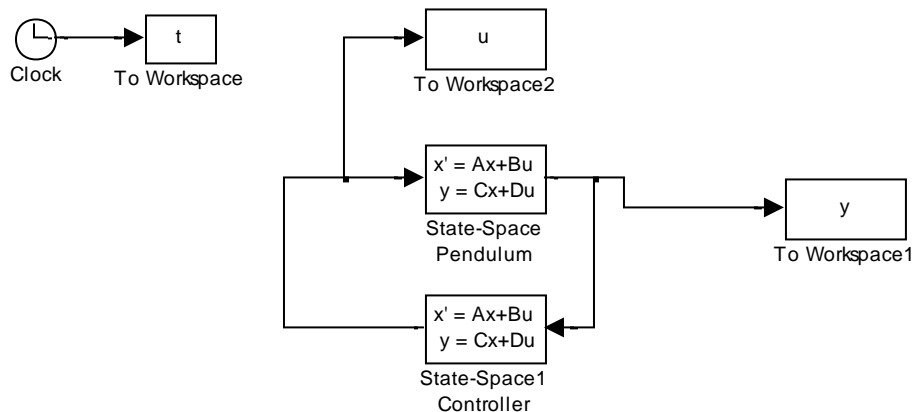 t
Clock
To Workspace
u
To Workspace2
x' = Ax+Bu
y = Cx+Du
State-Space
Pendulum
y
To Workspace1
x' = Ax+Bu
y = Cx+Du
State-Space1
Controller